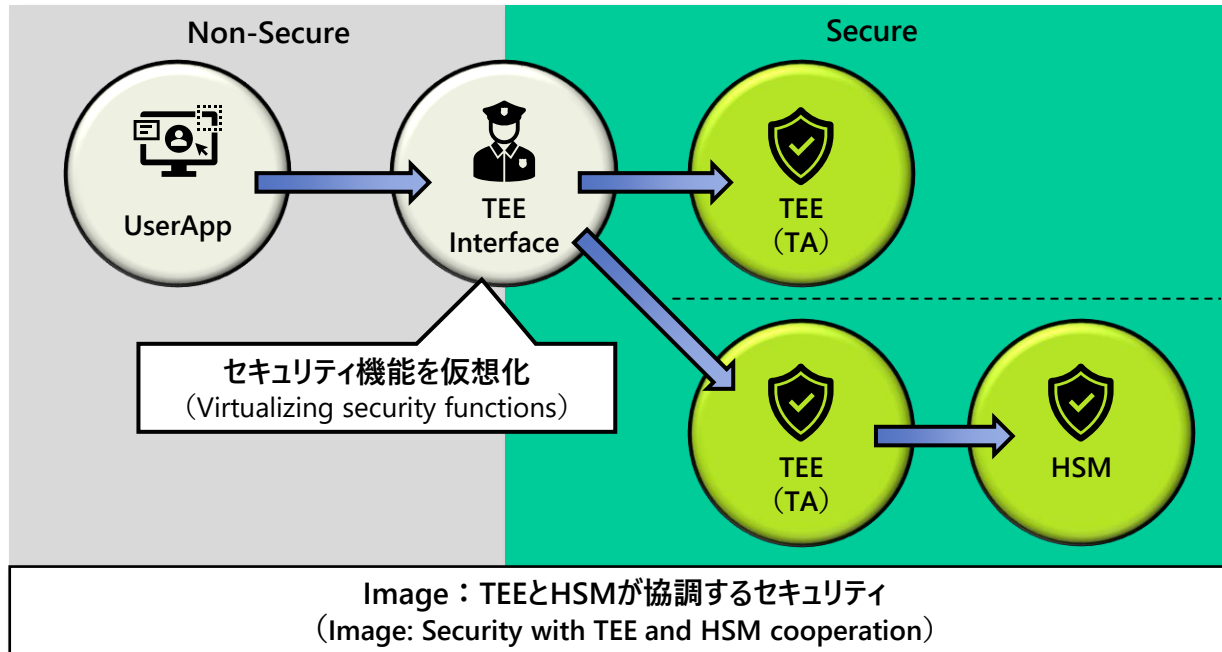 Non-Secure
Secure
UserApp
TEE
Interface
TEE
（TA）
セキュリティ機能を仮想化
（Virtualizing security functions）
TEE
（TA）
HSM
Image：TEEとHSMが協調するセキュリティ
（Image: Security with TEE and HSM cooperation）